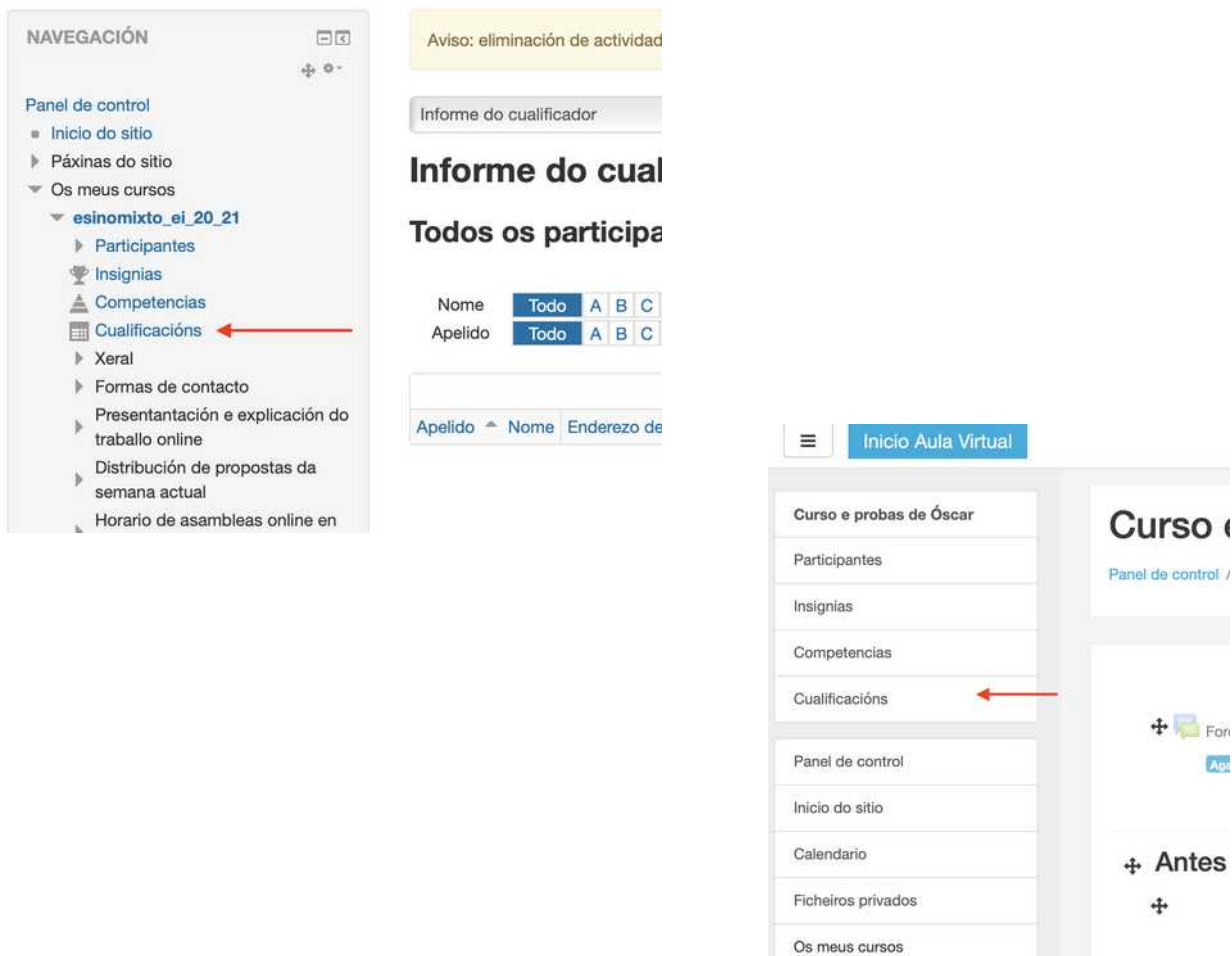 NAVEGACIÓN
Panel de control
Inicio do sitio
Páxinas do sitio
Os meus cursos
esinomixto_ei_20_21
Participantes
Insignias
Competencias
Cualificacións
Xeral
Formas de contacto
Presentantación e explicación do
traballo online
Distribución de propostas da
semana actual
Horario de asambleas online en
Aviso: eliminación de actividad
Informe do cualificador
Informe do cual
Todos os participa
Nome Todo A B C
Apelido Todo A B C
Apelido Nome Enderezo de
Inicio Aula Virtual
Curso e probas de Óscar
Participantes
Insignias
Competencias
Cualificacións
Panel de control
Inicio do sitio
Calendario
Ficheiros privados
Os meus cursos
Curso e
Panel de control /
Foro
Aga
Antes